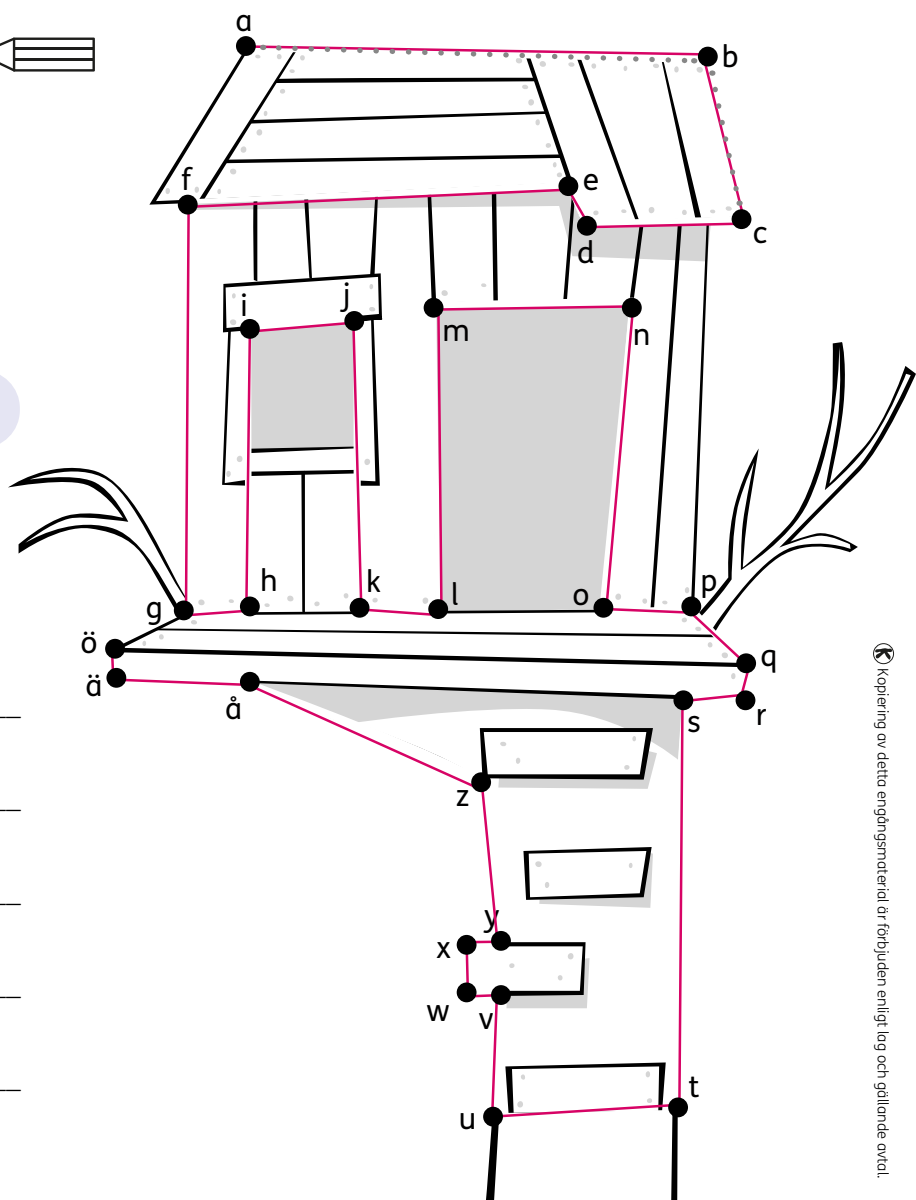 a
b
f
e
c
d
i
j
m
n
g
h
k
l
o
p
ö
q
ä
å
s
r
z
y
x
w
v
t
u
K Kopiering av detta engångsmaterial är förbjuden enligt lag och gällande avtal.